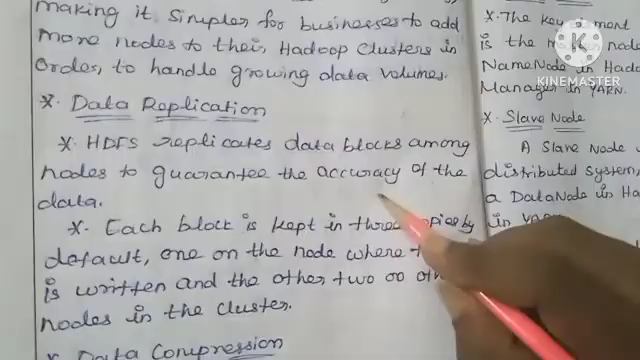 making it simpler for businesses to add
more nodes to their Hadoop clusters in
order, to handle growing data volumes.
*. Data Replication
*. HDFS replicates data blocks among
nodes to guarantee the accuracy of the
data.
*. Each block is kept in three copies by
default, one on the node where
is written and the other two on
nodes in the cluster.
*. Data Compression
*. The key
is the
NameNode in
Manager in YARN.
*. Slave Node
A Slave Node
distributed system,
a DataNode in
in
KINEMASTER